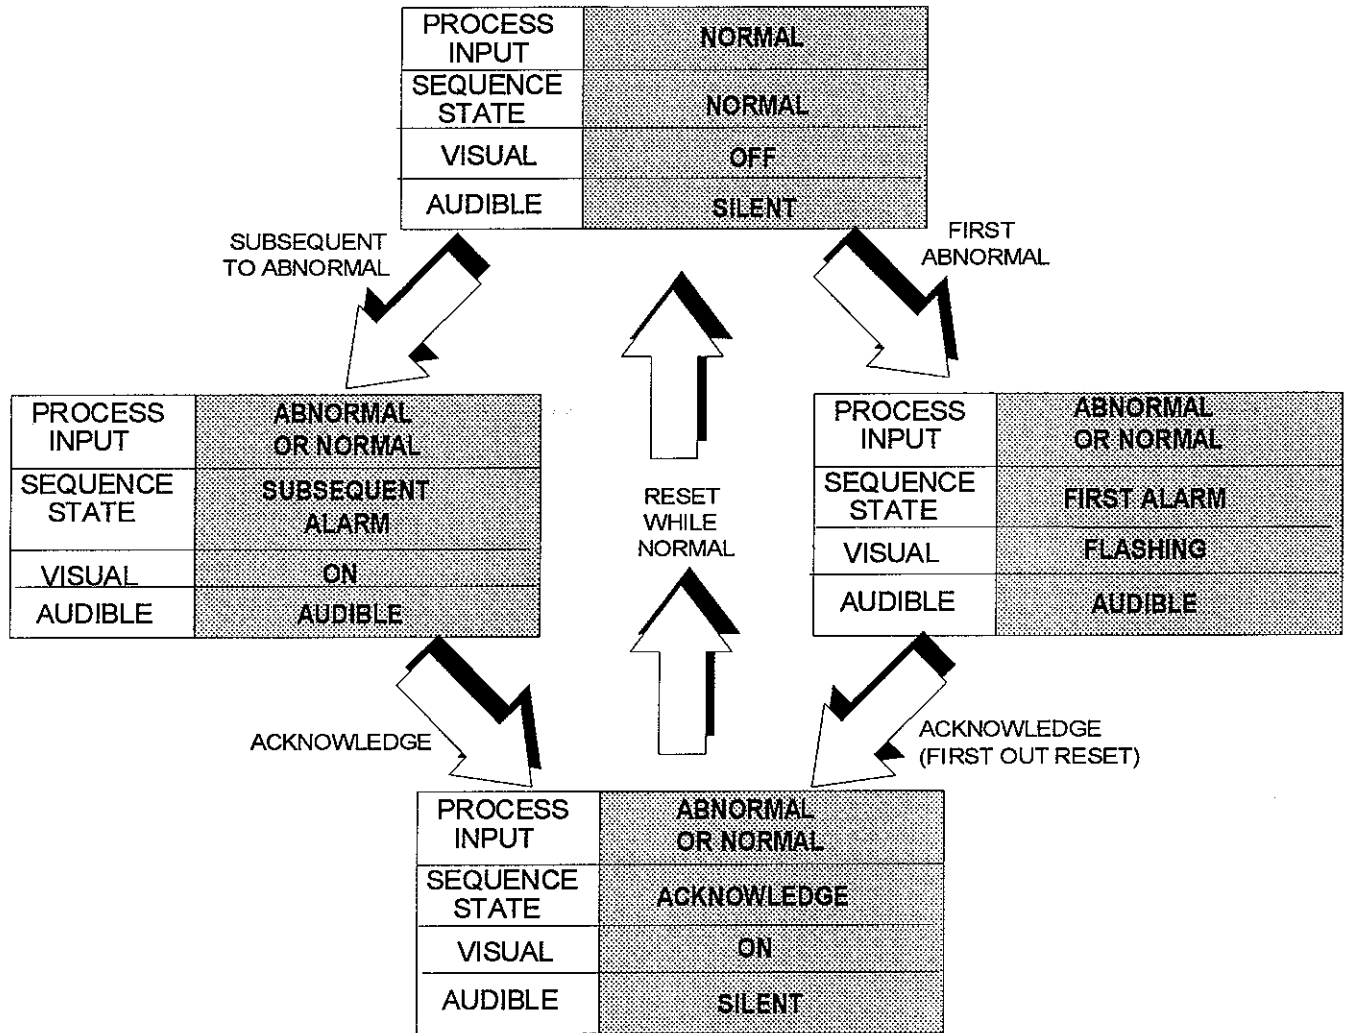 PROCESS
INPUT
NORMAL
SEQUENCE
STATE
NORMAL
VISUAL
OFF
AUDIBLE
SILENT
SUBSEQUENT
TO ABNORMAL
FIRST
ABNORMAL
PROCESS
INPUT
ABNORMAL
OR NORMAL
SEQUENCE
STATE
SUBSEQUENT
ALARM
VISUAL
ON
AUDIBLE
AUDIBLE
RESET
WHILE
NORMAL
PROCESS
INPUT
ABNORMAL
OR NORMAL
SEQUENCE
STATE
FIRST ALARM
VISUAL
FLASHING
AUDIBLE
AUDIBLE
ACKNOWLEDGE
ACKNOWLEDGE
(FIRST OUT RESET)
PROCESS
INPUT
ABNORMAL
OR NORMAL
SEQUENCE
STATE
ACKNOWLEDGE
VISUAL
ON
AUDIBLE
SILENT